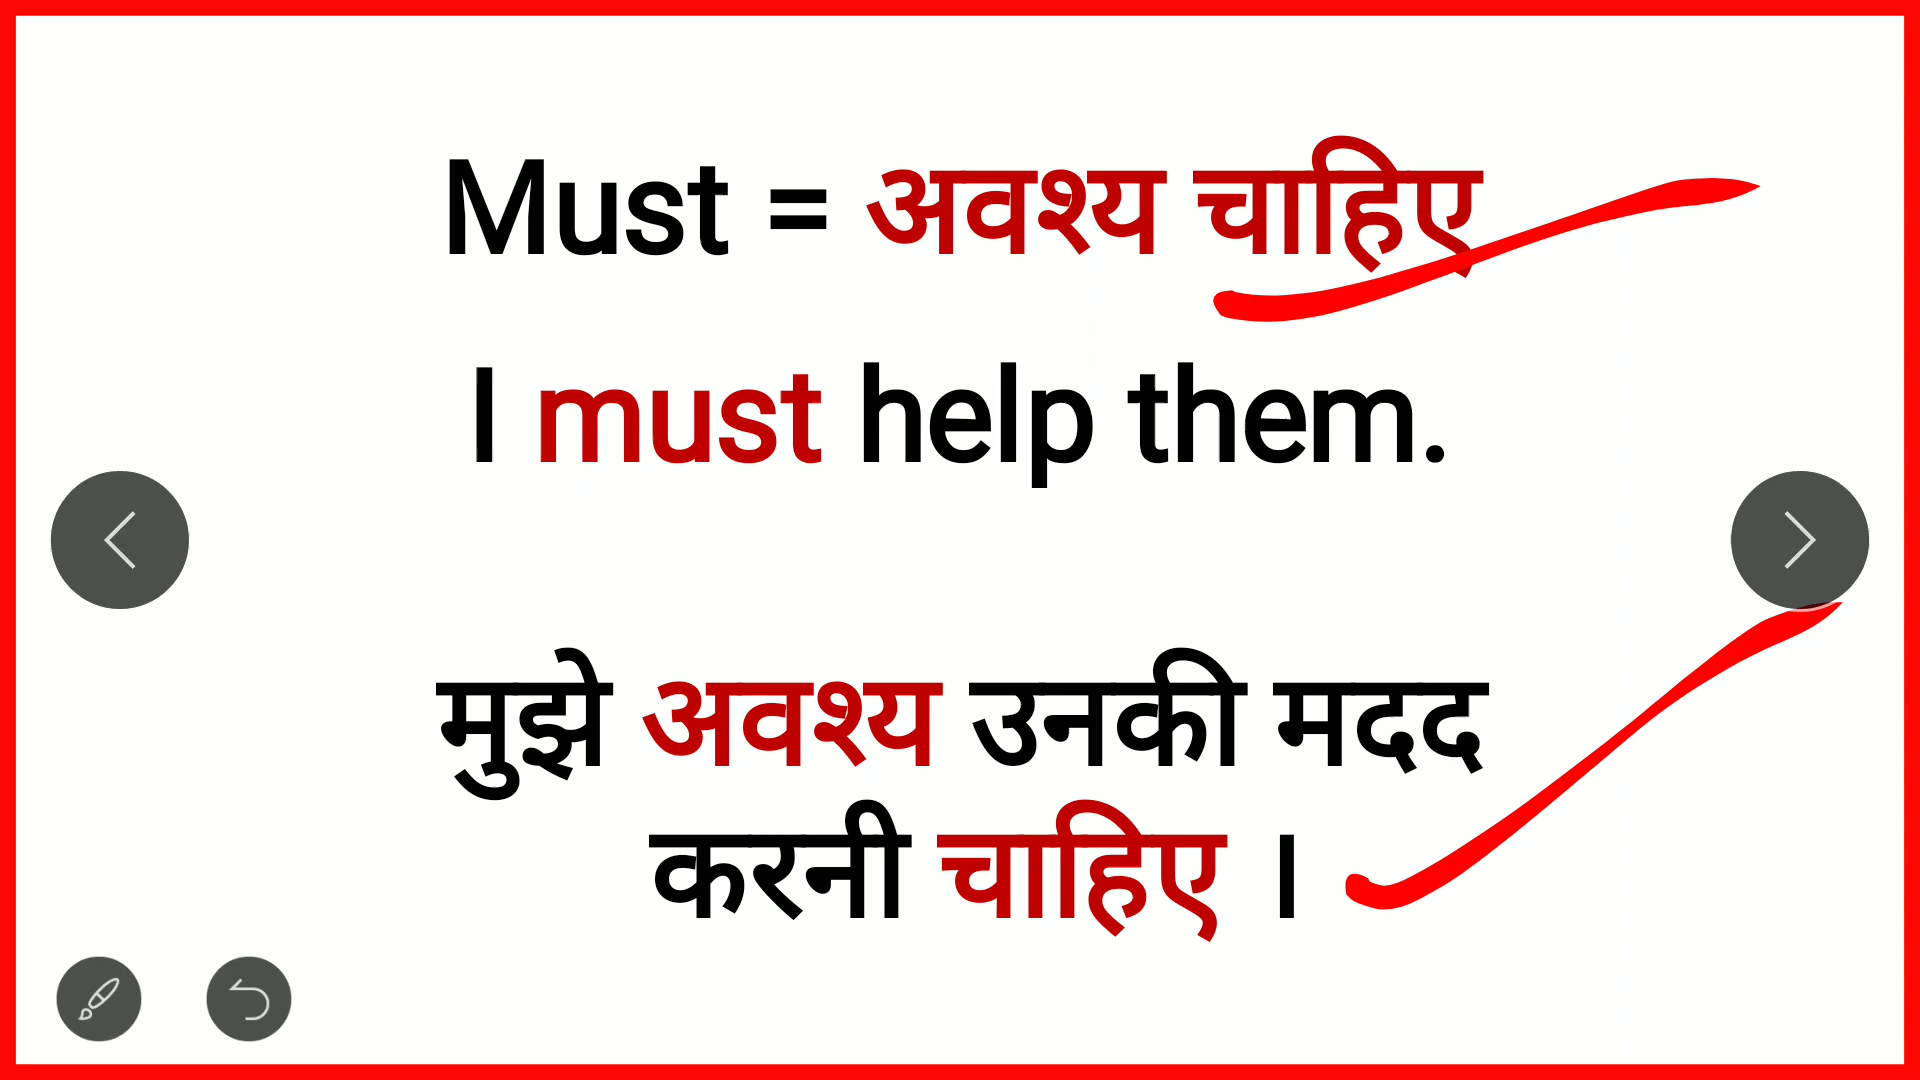 Must = अवश्य चाहिए
I must help them.
मुझे अवश्य उनकी मदद
करनी चाहिए ।